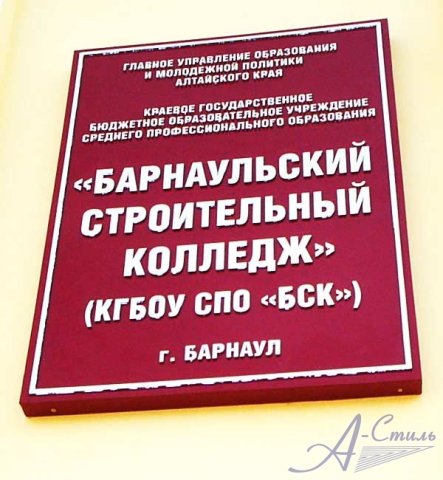 ГЛАВНОЕ УПРАВЛЕНИЕ ОБРАЗОВАНИЯ
И МОЛОДЕЖНОЙ ПОЛИТИКИ
АЛТАЙСКОГО КРАЯ
КРАЕВОЕ ГОСУДАРСТВЕННОЕ
БЮДЖЕТНОЕ ОБРАЗОВАТЕЛЬНОЕ УЧРЕЖДЕНИЕ
СРЕДНЕГО ПРОФЕССИОНАЛЬНОГО ОБРАЗОВАНИЯ
«БАРНАУЛЬСКИЙ
СТРОИТЕЛЬНЫЙ
КОЛЛЕДЖ»
(КГБОУ СПО «БСК»)
г. БАРНАУЛ
А-Стиль